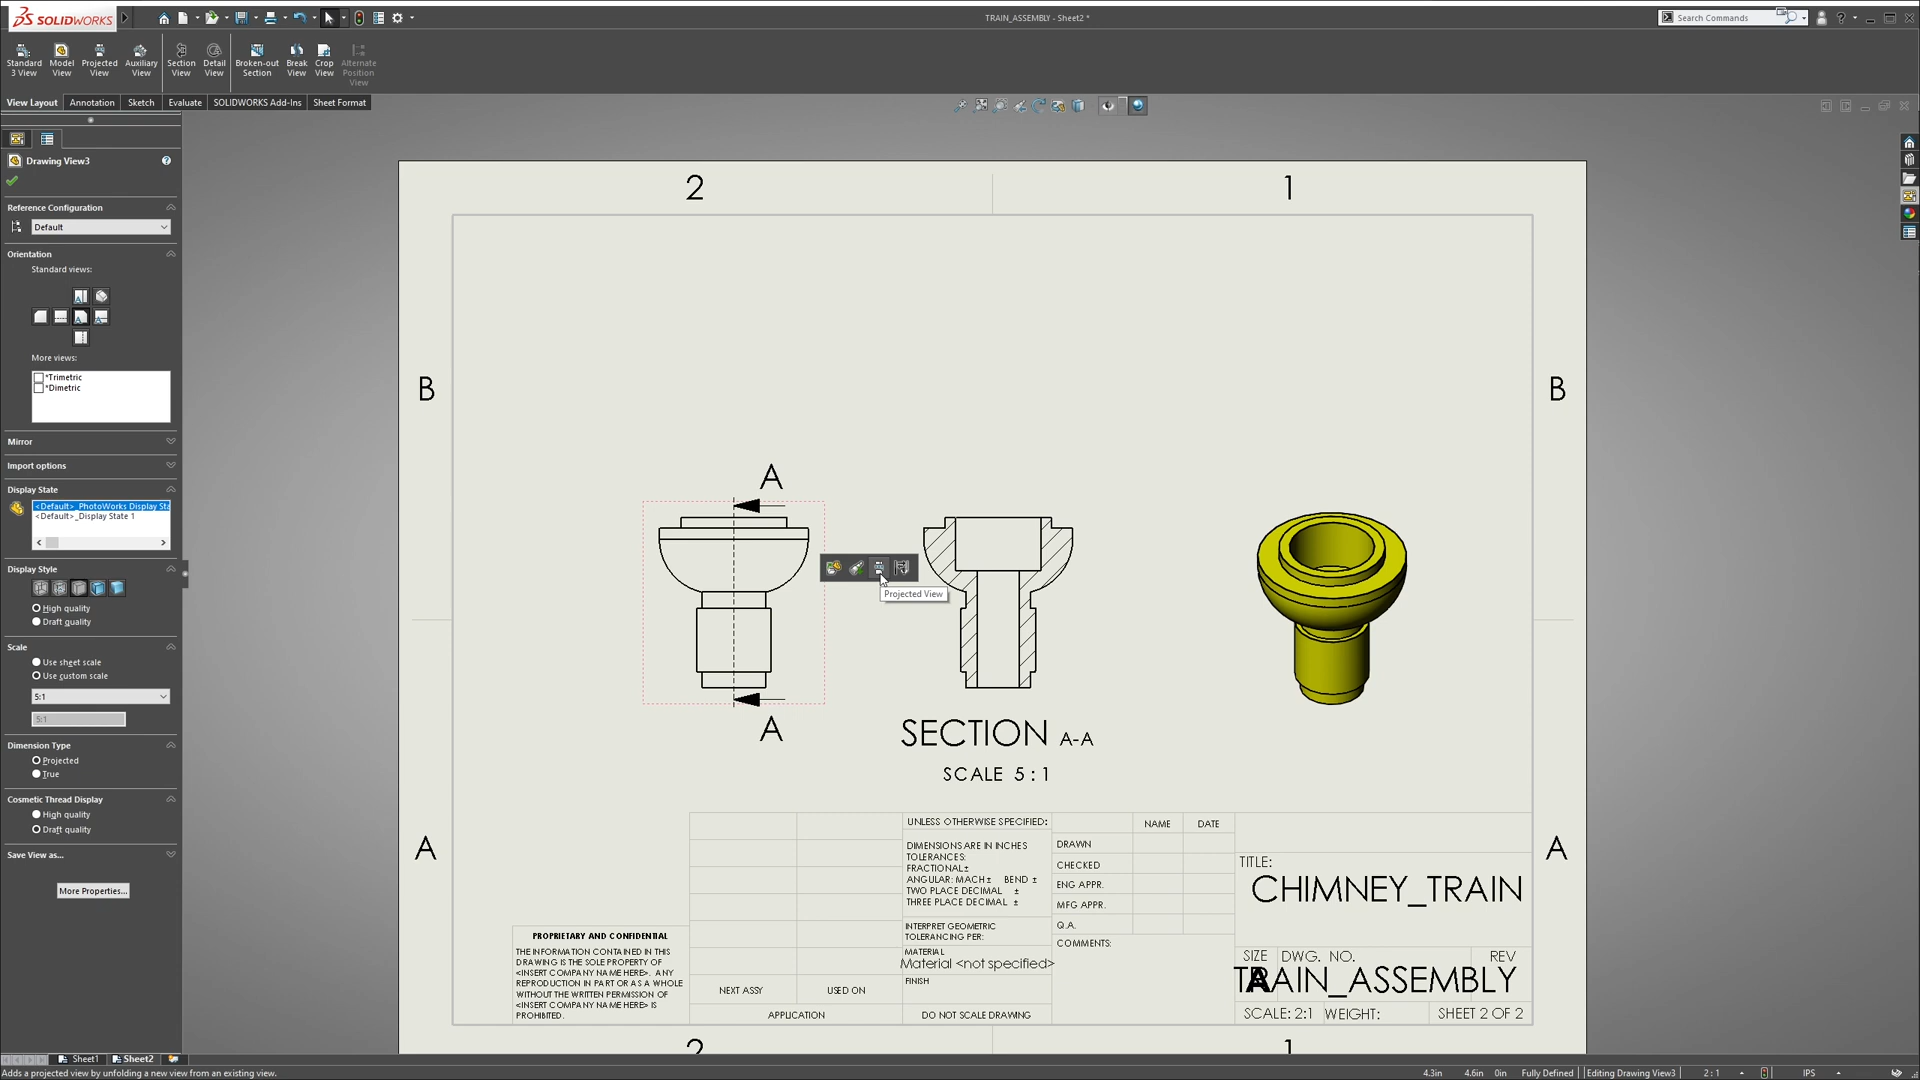 SOLIDWORKS
TRAIN_ASSEMBLY - Sheet2 *
Search Commands
Standard 3 View
Model View
Projected View
Auxiliary View
Section View
Detail View
Broken-out Section
Break View
Crop View
Alternate Position View
View Layout
Annotation
Sketch
Evaluate
SOLIDWORKS Add-Ins
Sheet Format
Drawing View3
Reference Configuration
Default
Orientation
Standard views:
More views:
*Trimetric
*Dimetric
Mirror
Import options
Display State
<Default>_PhotoWorks Display Sta
<Default>_Display State 1
Display Style
High quality
Draft quality
Scale
Use sheet scale
Use custom scale
5:1
5:1
Dimension Type
Projected
True
Cosmetic Thread Display
High quality
Draft quality
Save View as...
More Properties...
2
1
B
B
A
A
A
A
Projected View
SECTION A-A
SCALE 5 : 1
UNLESS OTHERWISE SPECIFIED:
DIMENSIONS ARE IN INCHES
TOLERANCES:
FRACTIONAL±
ANGULAR: MACH± BEND ±
TWO PLACE DECIMAL ±
THREE PLACE DECIMAL ±
INTERPRET GEOMETRIC
TOLERANCING PER:
MATERIAL
Material <not specified>
FINISH
DO NOT SCALE DRAWING
NAME
DATE
DRAWN
CHECKED
ENG APPR.
MFG APPR.
Q.A.
COMMENTS:
TITLE:
CHIMNEY_TRAIN
SIZE
DWG. NO.
REV
A
TRAIN_ASSEMBLY
SCALE: 2:1
WEIGHT:
SHEET 2 OF 2
PROPRIETARY AND CONFIDENTIAL
THE INFORMATION CONTAINED IN THIS
DRAWING IS THE SOLE PROPERTY OF
<INSERT COMPANY NAME HERE>. ANY
REPRODUCTION IN PART OR AS A WHOLE
WITHOUT THE WRITTEN PERMISSION OF
<INSERT COMPANY NAME HERE> IS
PROHIBITED.
NEXT ASSY
USED ON
APPLICATION
2
1
Sheet1
Sheet2
Adds a projected view by unfolding a new view from an existing view.
4.3in
4.6in
0in
Fully Defined
Editing Drawing View3
2 : 1
IPS